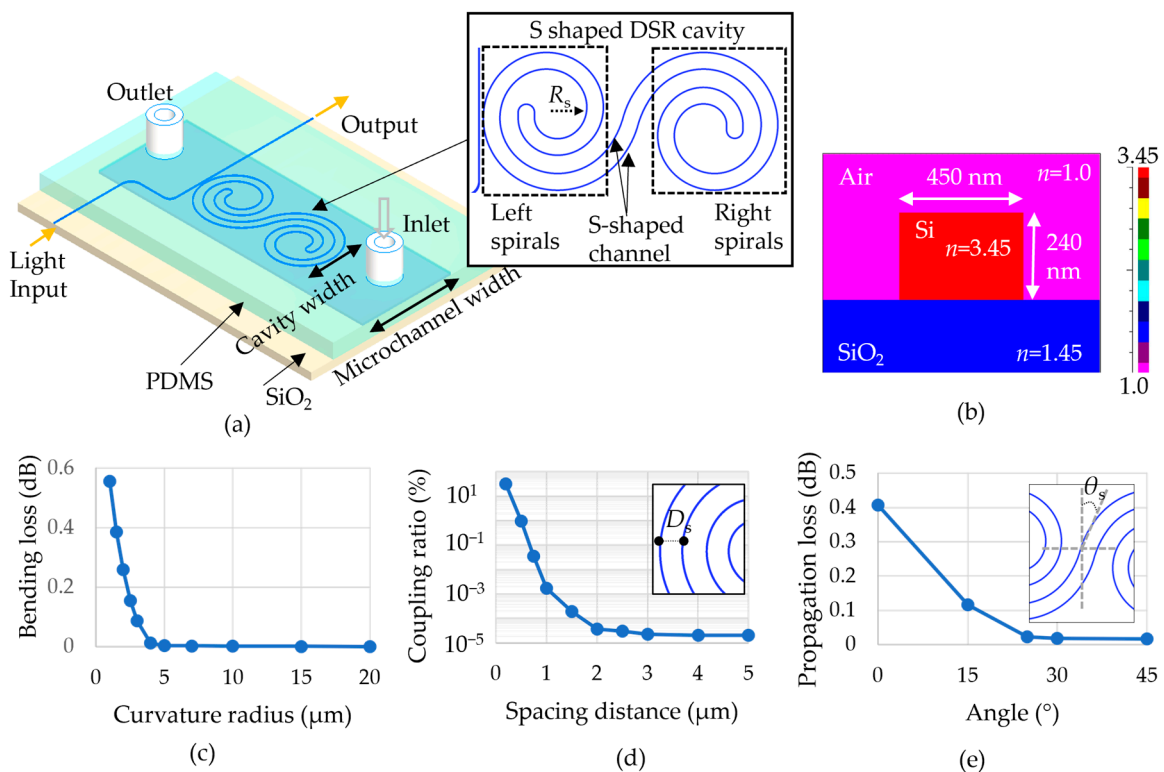 S shaped DSR cavity
Outlet
Output
Rs
Inlet
Left
spirals
S-shaped
channel
Right
spirals
Light
Input
Cavity width
Microchannel width
PDMS
SiO2
(a)
3.45
Air
450 nm
n=1.0
Si
n=3.45
240
nm
SiO2
n=1.45
1.0
(b)
Bending loss (dB)
0.6
0.4
0.2
0
0
5
10
15
20
Curvature radius (μm)
(c)
Coupling ratio (%)
10^1
10^-1
10^-3
10^-5
Ds
0
1
2
3
4
5
Spacing distance (μm)
(d)
Propagation loss (dB)
0.5
0.4
0.3
0.2
0.1
0
θs
0
15
30
45
Angle (°)
(e)